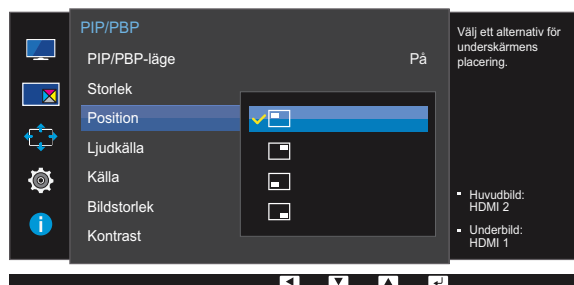 PIP/PBP
PIP/PBP-läge På
Storlek
Position
Ljudkälla
Källa
Bildstorlek
Kontrast
Välj ett alternativ för
underskärmens
placering.
Huvudbild:
HDMI 2
Underbild:
HDMI 1